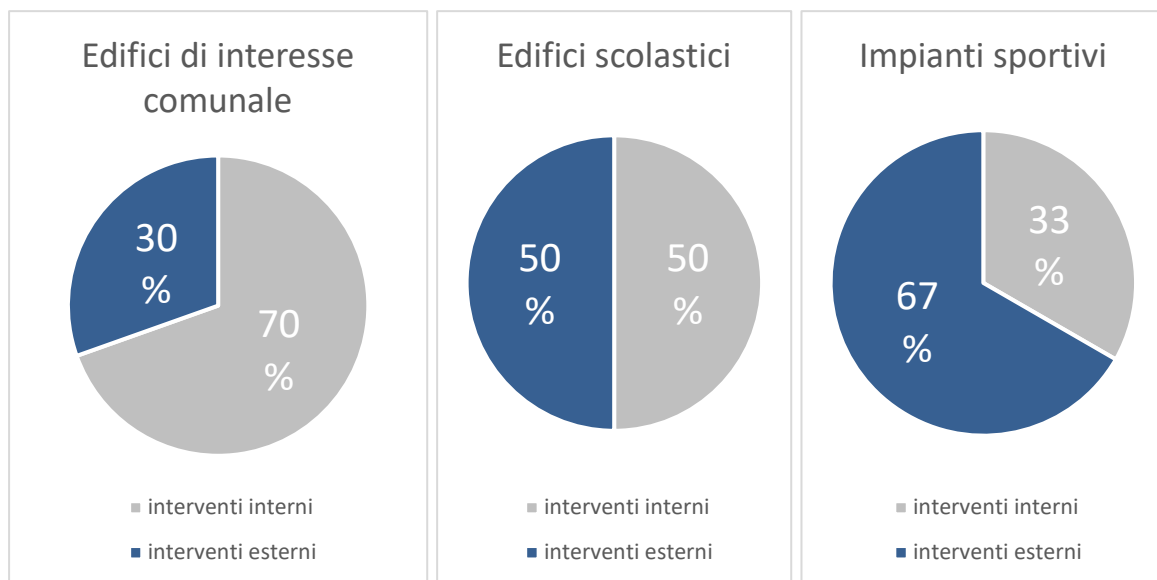 Edifici di interesse
comunale
30
%
70
%
interventi interni
interventi esterni
Edifici scolastici
50
%
50
%
interventi interni
interventi esterni
Impianti sportivi
33
%
67
%
interventi interni
interventi esterni